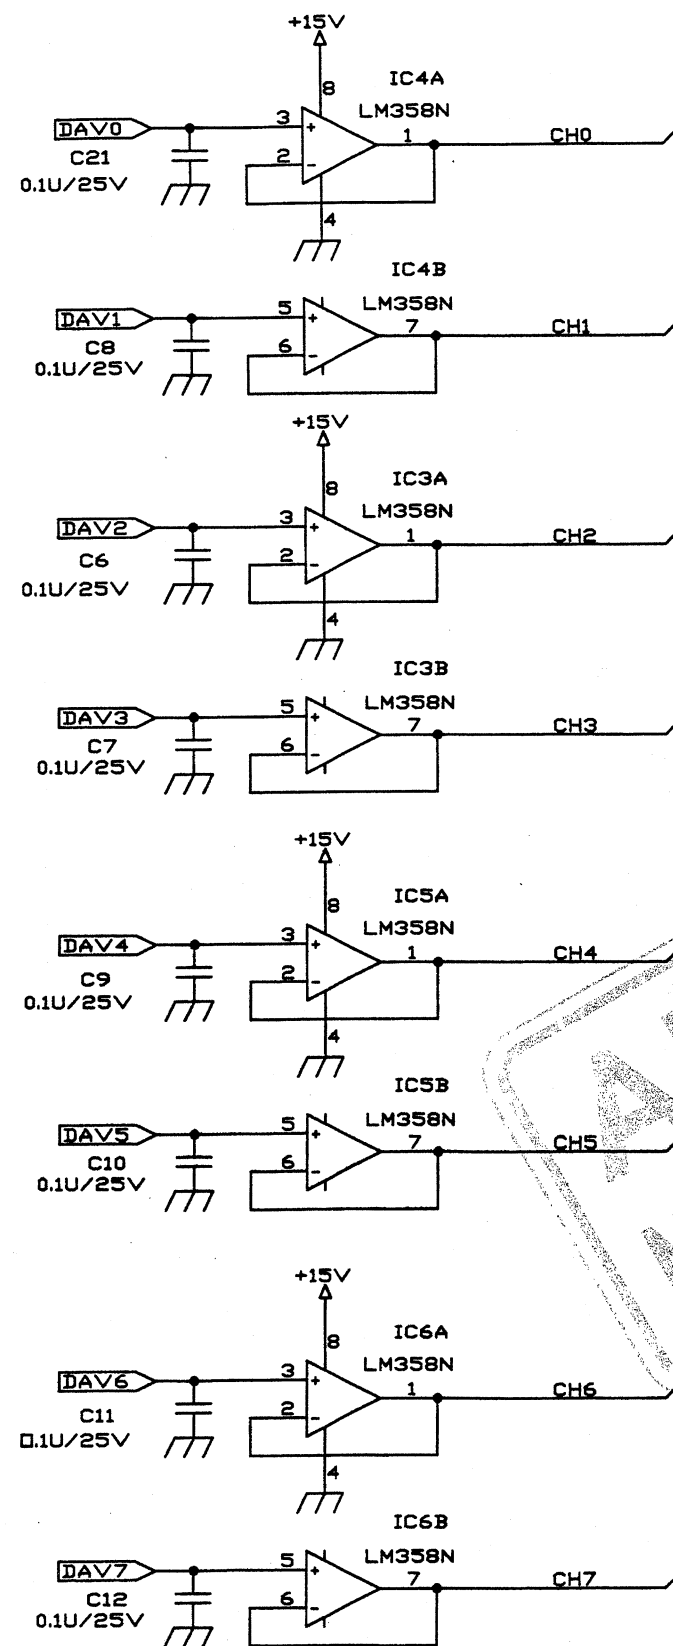 +15V
8
IC4A
LM358N
DAV0
3
+
1
CH0
C21
2
-
0.1U/25V
4
IC4B
LM358N
DAV1
5
+
7
CH1
C8
6
-
0.1U/25V
+15V
8
IC3A
LM358N
DAV2
3
+
1
CH2
C6
2
-
0.1U/25V
4
IC3B
LM358N
DAV3
5
+
7
CH3
C7
6
-
0.1U/25V
+15V
8
IC5A
LM358N
DAV4
3
+
1
CH4
C9
2
-
0.1U/25V
4
IC5B
LM358N
DAV5
5
+
7
CH5
C10
6
-
0.1U/25V
+15V
8
IC6A
LM358N
DAV6
3
+
1
CH6
C11
2
-
0.1U/25V
4
IC6B
LM358N
DAV7
5
+
7
CH7
C12
6
-
0.1U/25V